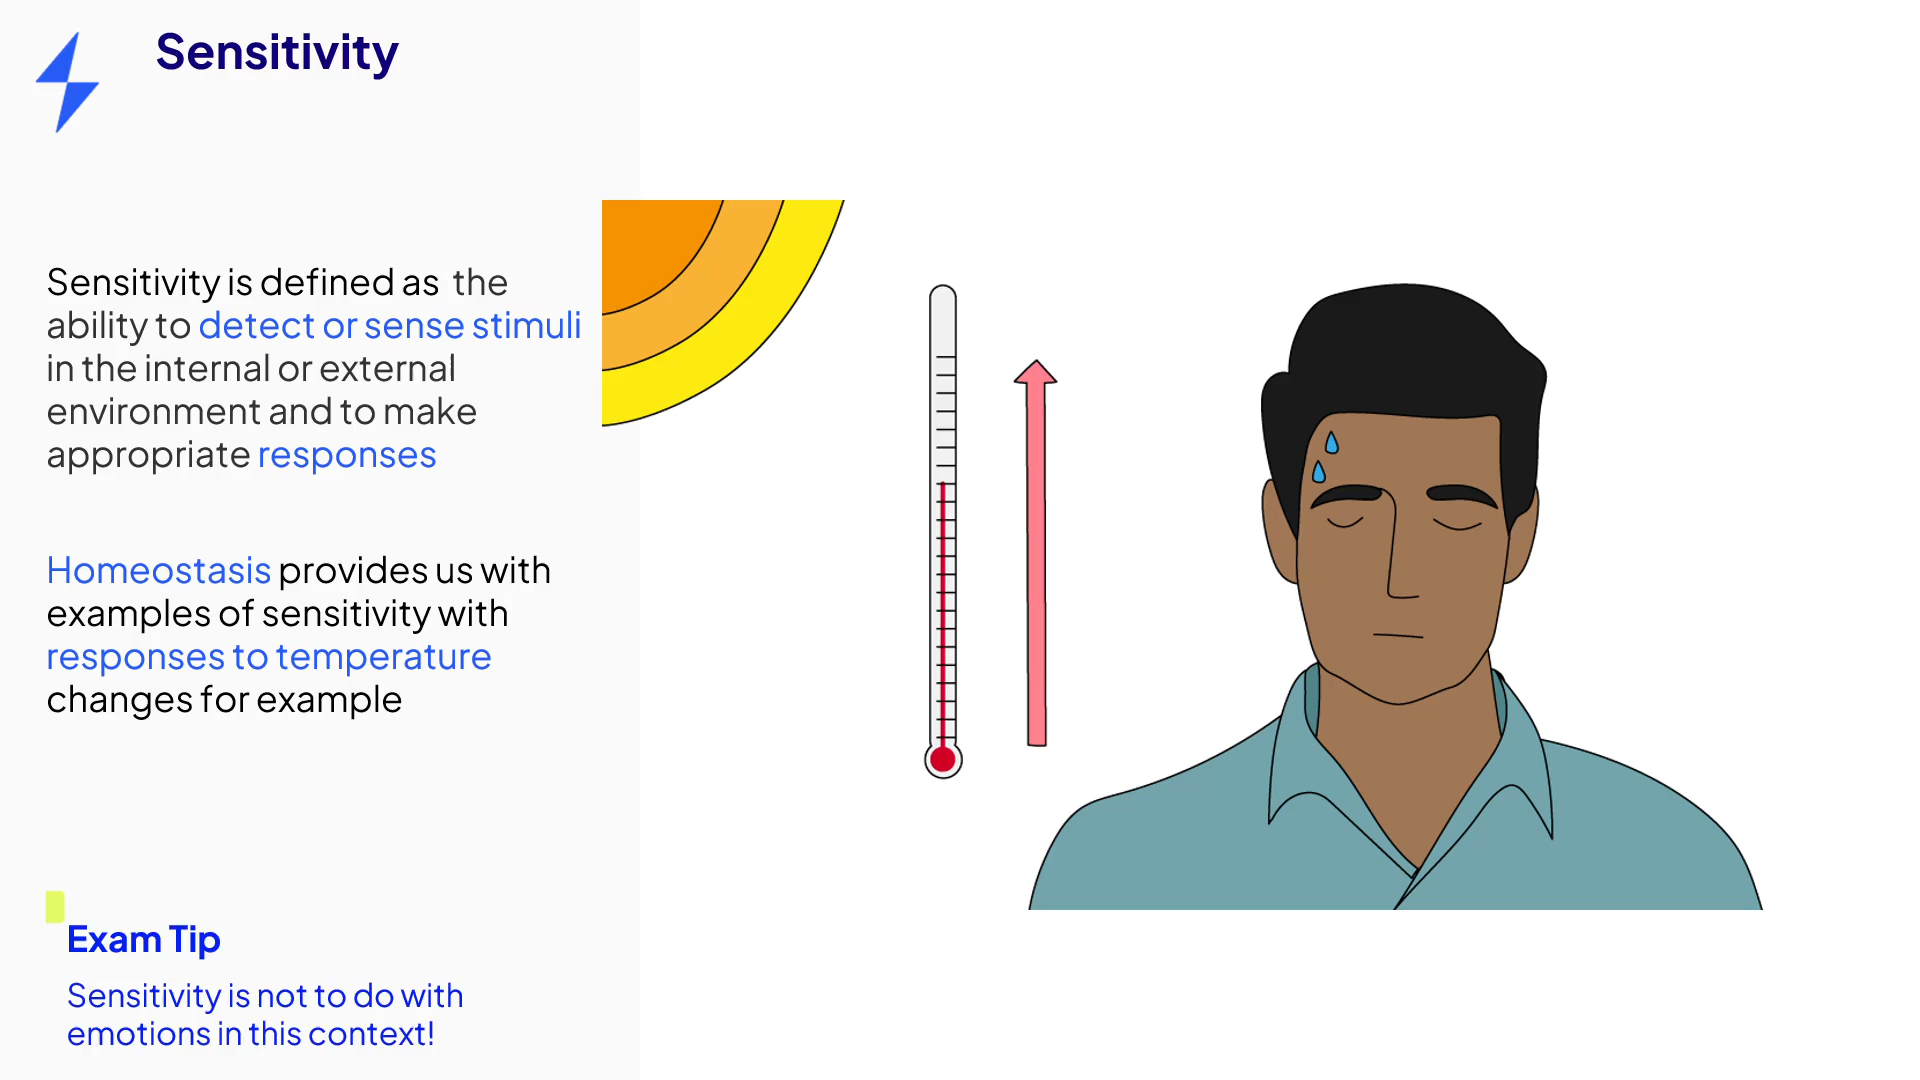 Sensitivity
Sensitivity is defined as the
ability to detect or sense stimuli
in the internal or external
environment and to make
appropriate responses
Homeostasis provides us with
examples of sensitivity with
responses to temperature
changes for example
Exam Tip
Sensitivity is not to do with
emotions in this context!